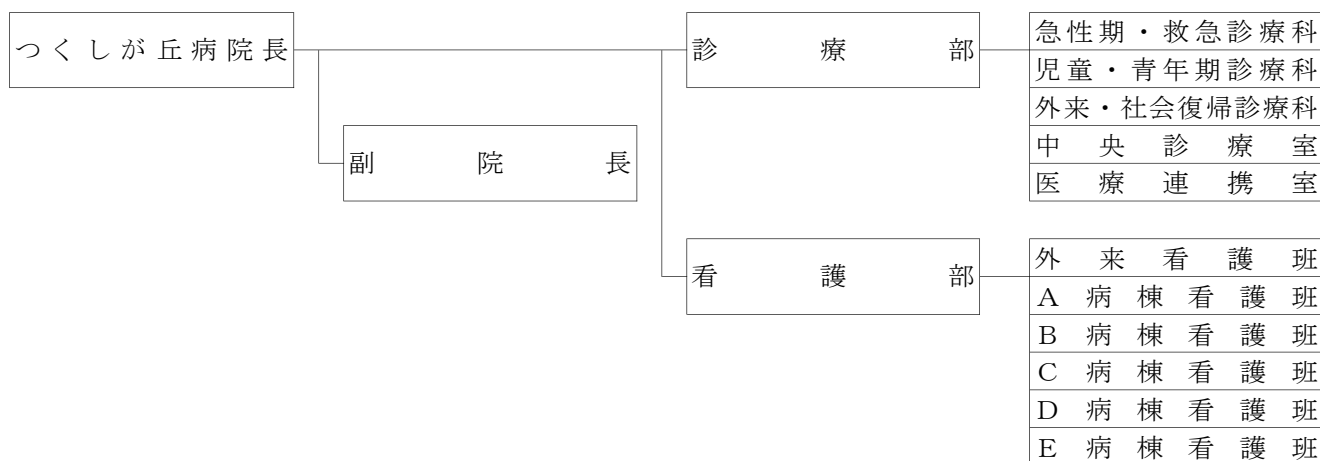 つくしが丘病院長
副院長
診療部
急性期・救急診療科
児童・青年期診療科
外来・社会復帰診療科
中央診療室
医療連携室
看護部
外来看護班
A病棟看護班
B病棟看護班
C病棟看護班
D病棟看護班
E病棟看護班